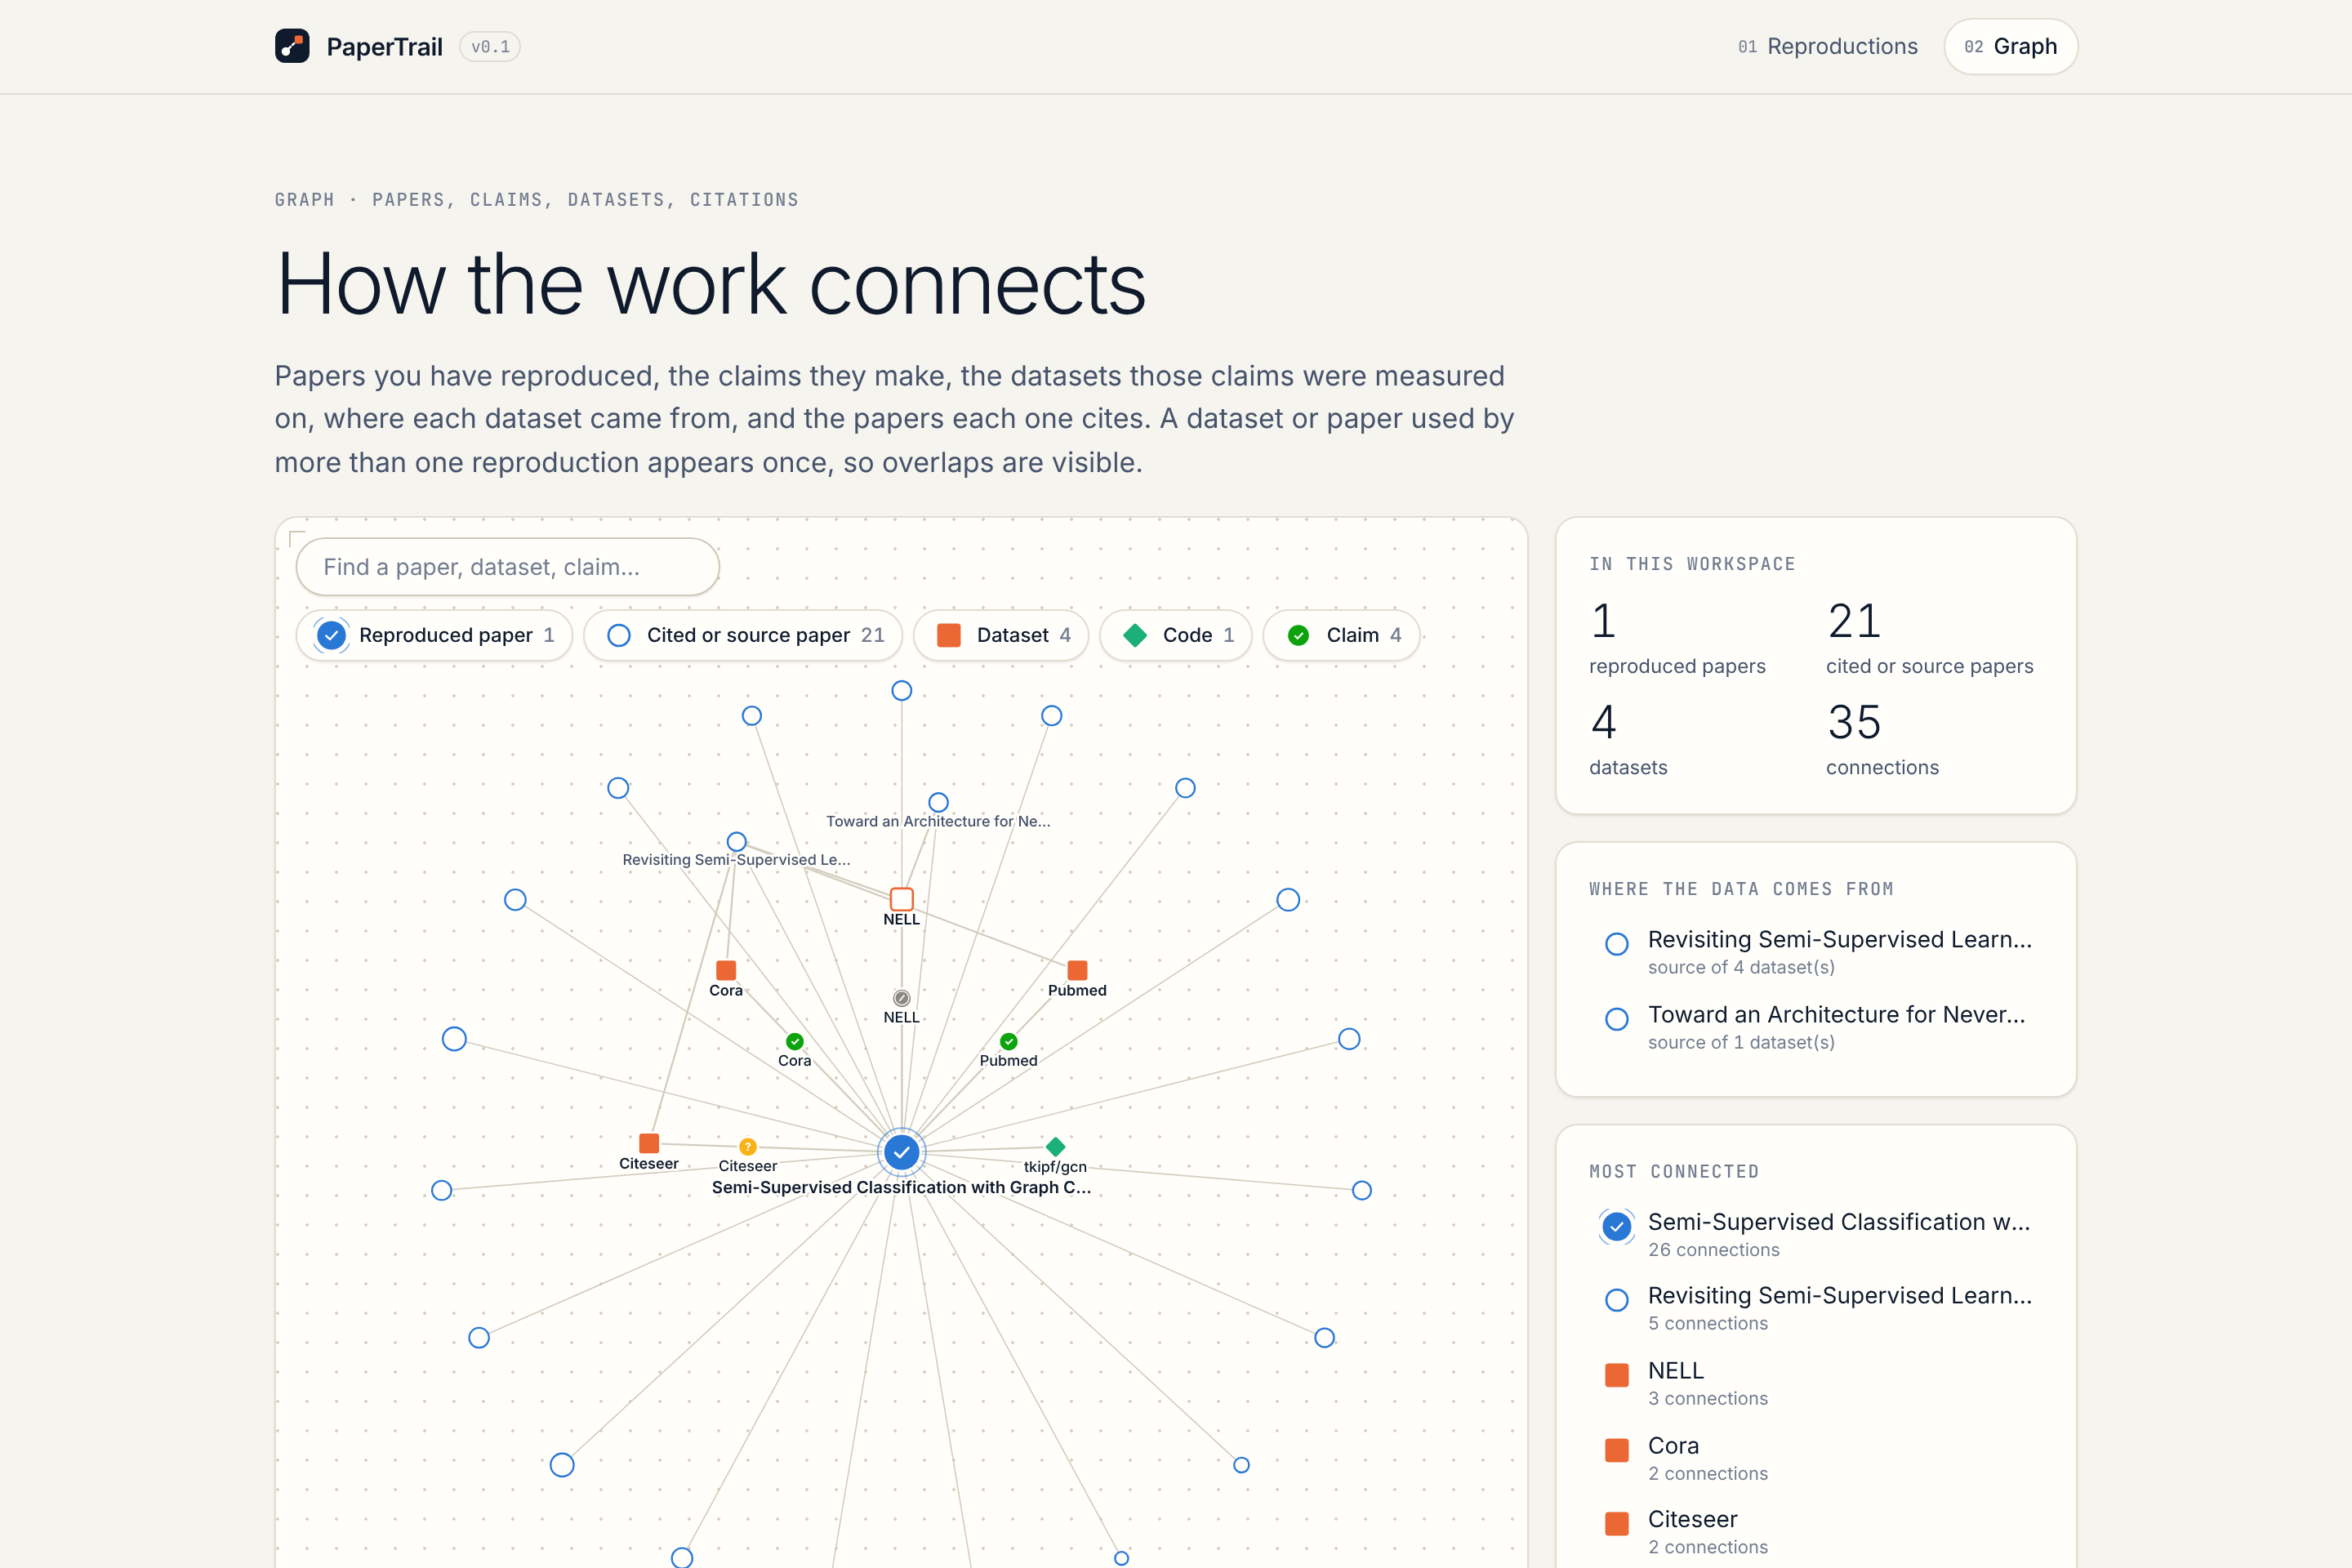 PaperTrail v0.1
01 Reproductions 02 Graph
GRAPH · PAPERS, CLAIMS, DATASETS, CITATIONS
How the work connects
Papers you have reproduced, the claims they make, the datasets those claims were measured
on, where each dataset came from, and the papers each one cites. A dataset or paper used by
more than one reproduction appears once, so overlaps are visible.
Find a paper, dataset, claim...
Reproduced paper 1
Cited or source paper 21
Dataset 4
Code 1
Claim 4
Toward an Architecture for Ne...
Revisiting Semi-Supervised Le...
NELL
Cora
Pubmed
NELL
Cora
Pubmed
Citeseer
?
Citeseer
tkipf/gcn
Semi-Supervised Classification with Graph C...
IN THIS WORKSPACE
1
reproduced papers
21
cited or source papers
4
datasets
35
connections
WHERE THE DATA COMES FROM
Revisiting Semi-Supervised Learn...
source of 4 dataset(s)
Toward an Architecture for Never...
source of 1 dataset(s)
MOST CONNECTED
Semi-Supervised Classification w...
26 connections
Revisiting Semi-Supervised Learn...
5 connections
NELL
3 connections
Cora
2 connections
Citeseer
2 connections